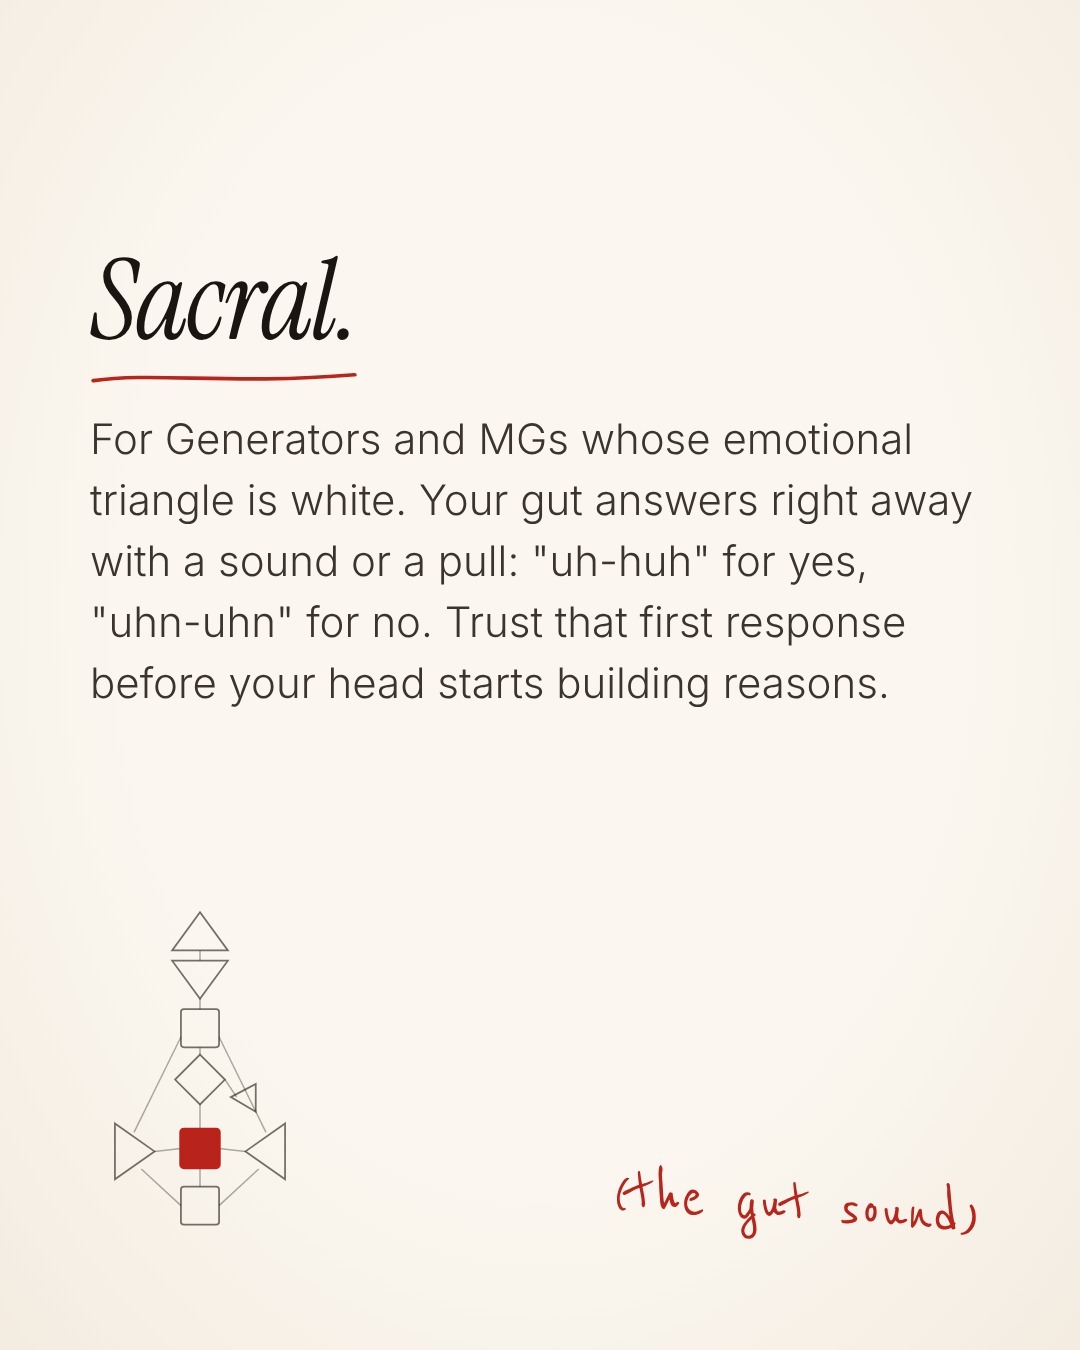 Sacral.
For Generators and MGs whose emotional
triangle is white. Your gut answers right away
with a sound or a pull: "uh-huh" for yes,
"uhn-uhn" for no. Trust that first response
before your head starts building reasons.
(the gut sound)